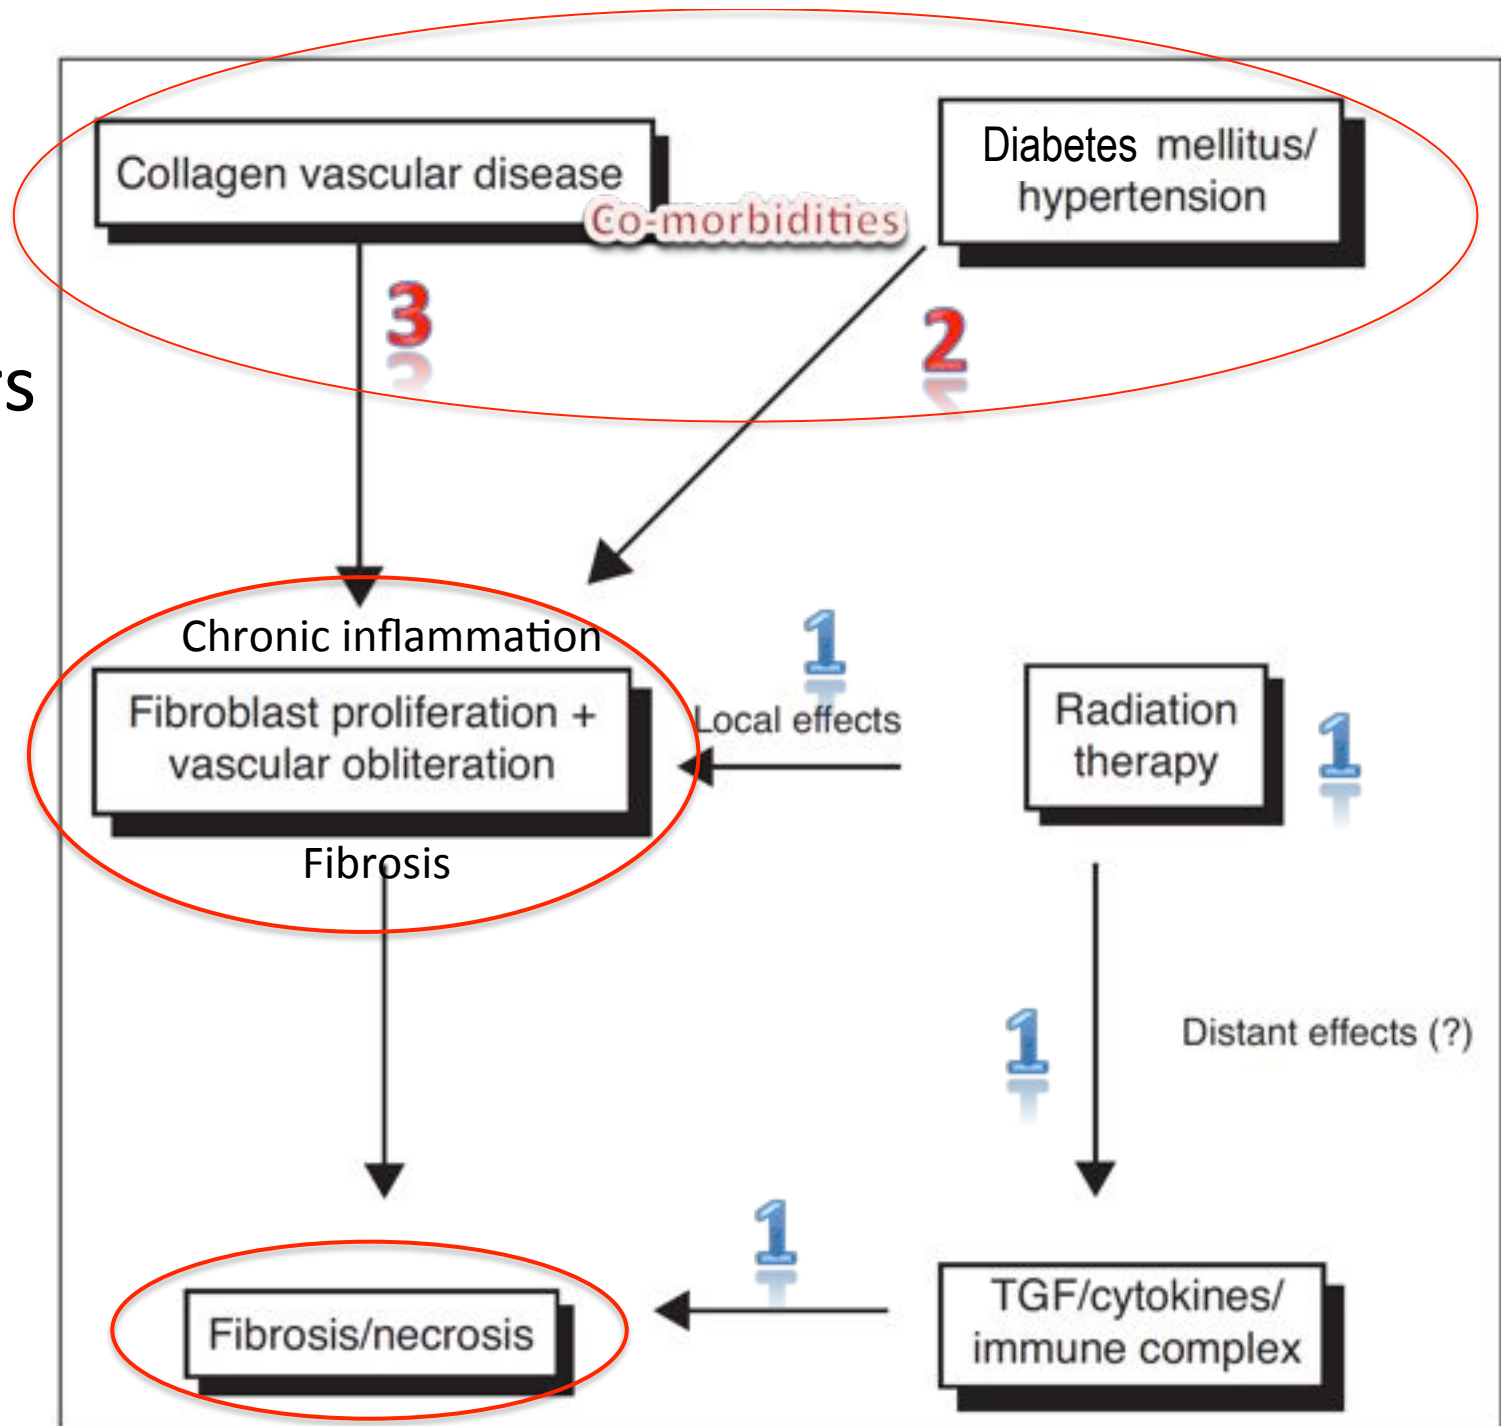 Collagen vascular disease
Diabetes mellitus/
hypertension
Co-morbidities
3
2
rs
Chronic inflammation
Fibroblast proliferation +
vascular obliteration
Fibrosis
1
Local effects
Radiation
therapy
1
1
Distant effects (?)
1
Fibrosis/necrosis
TGF/cytokines/
immune complex